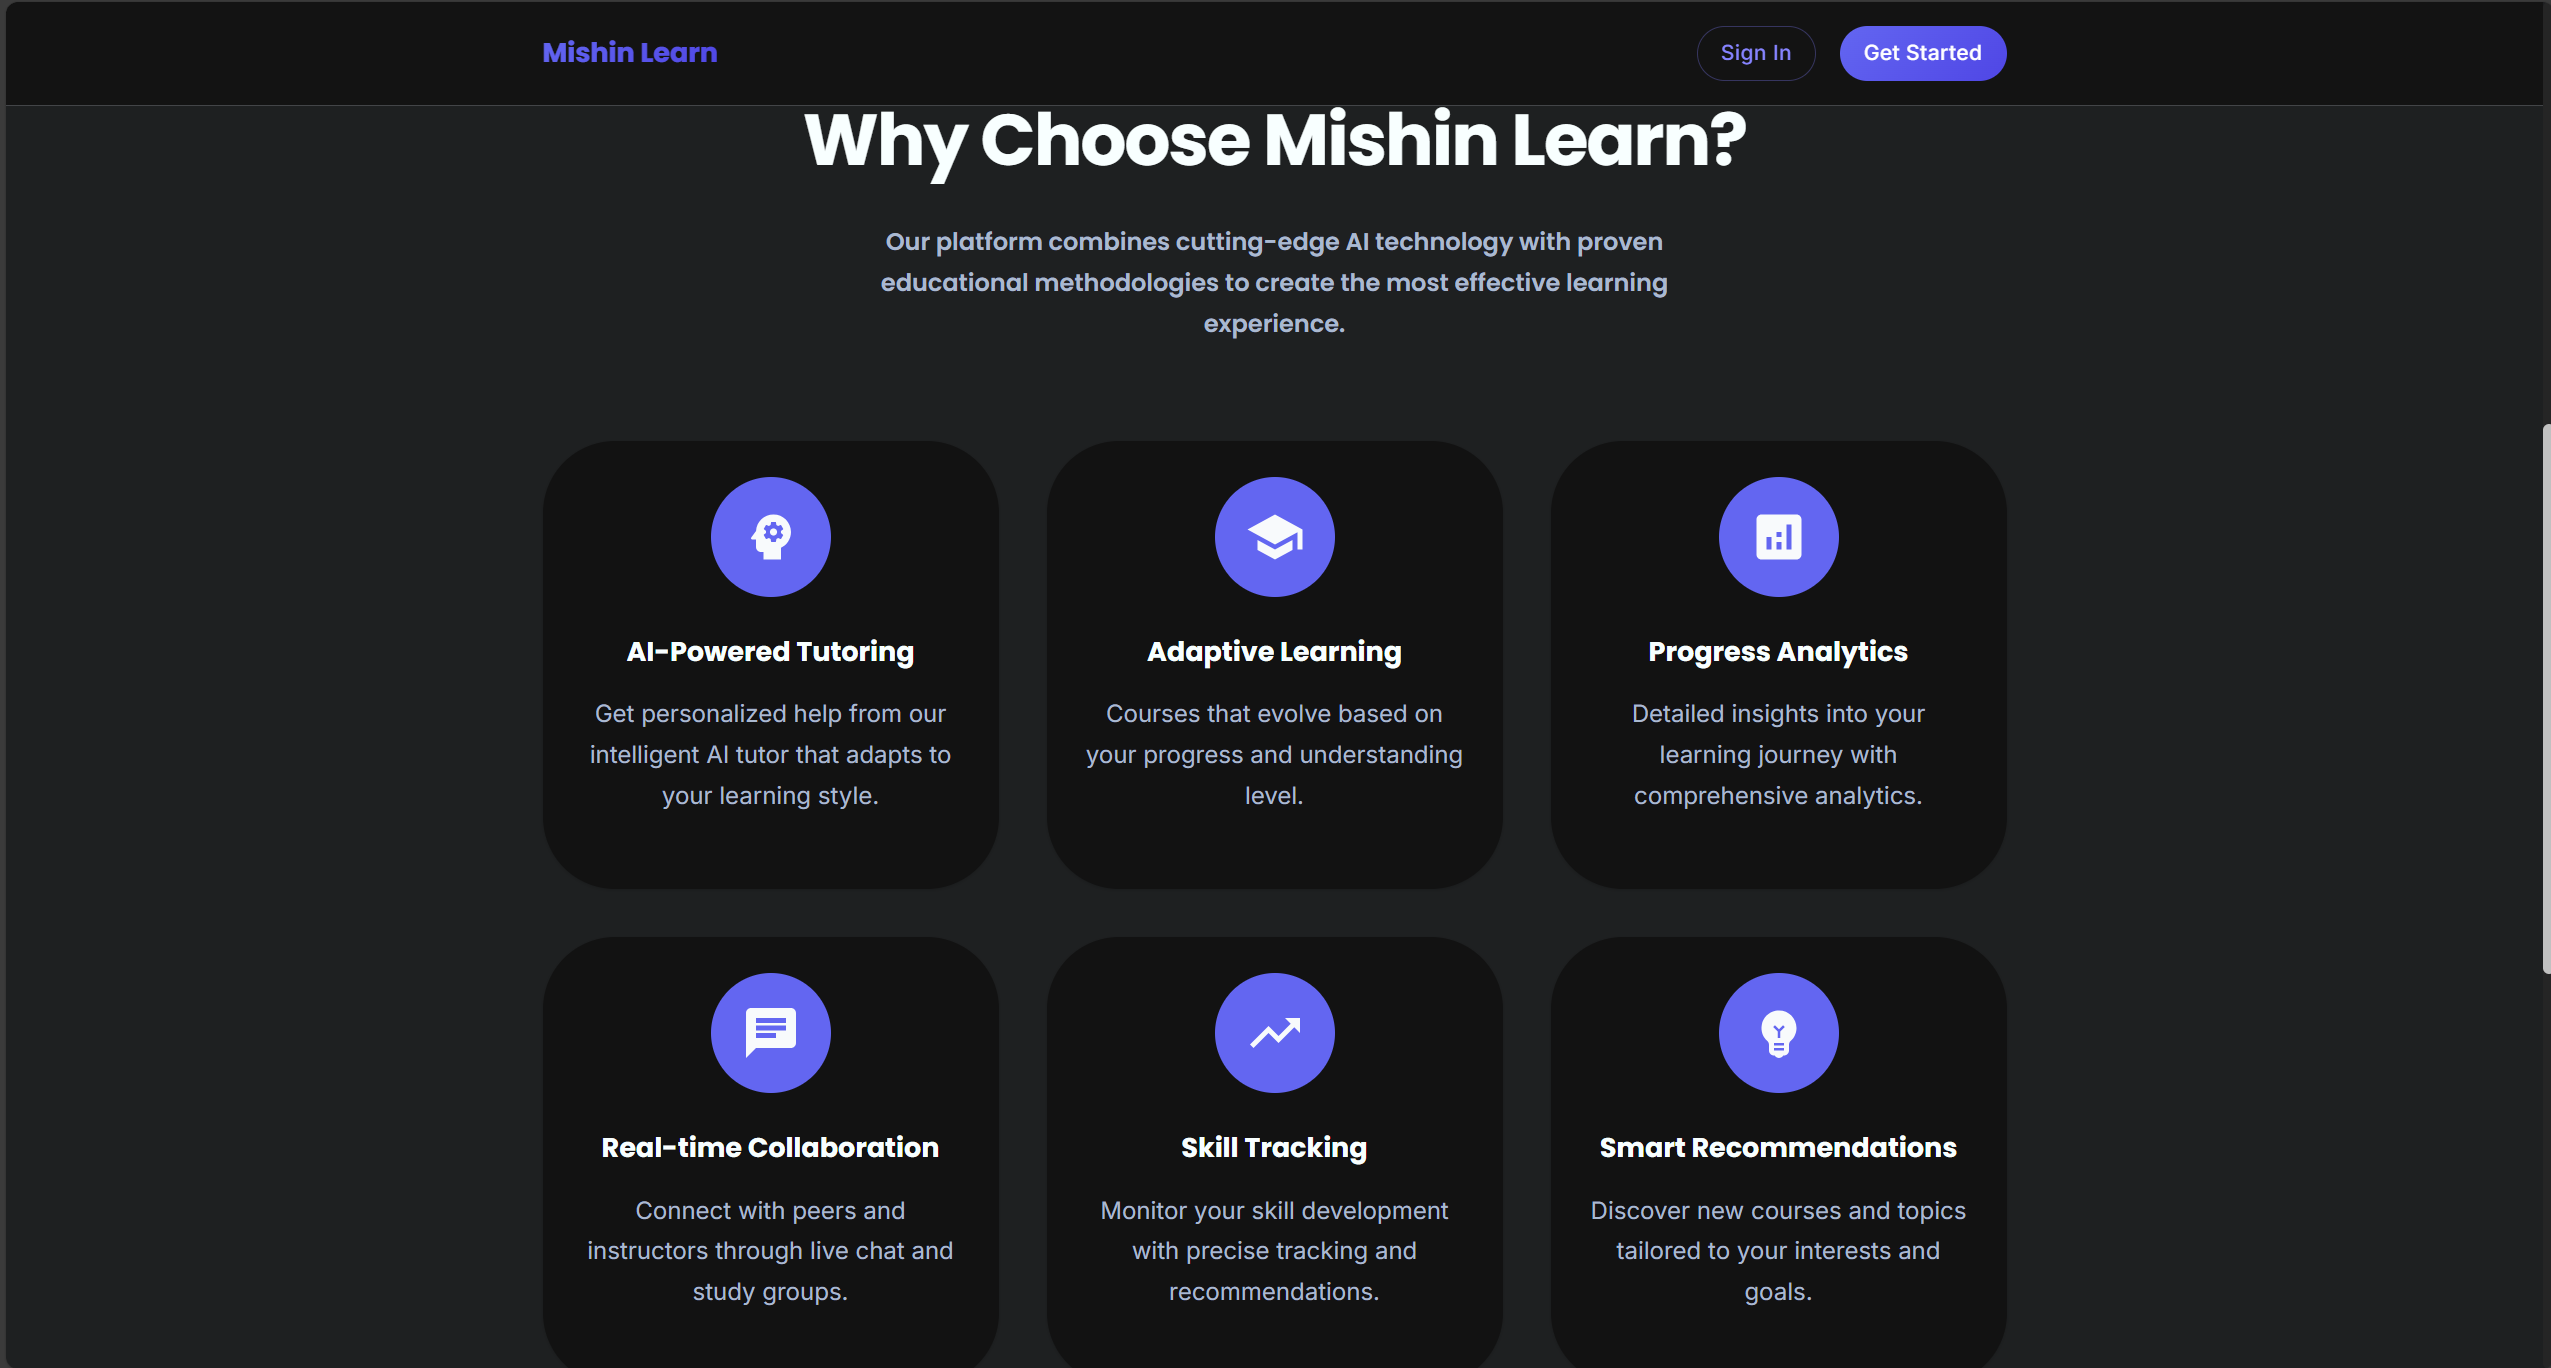 Mishin Learn
Sign In
Get Started
Why Choose Mishin Learn?
Our platform combines cutting-edge AI technology with proven
educational methodologies to create the most effective learning
experience.
AI-Powered Tutoring
Get personalized help from our
intelligent AI tutor that adapts to
your learning style.
Adaptive Learning
Courses that evolve based on
your progress and understanding
level.
Progress Analytics
Detailed insights into your
learning journey with
comprehensive analytics.
Real-time Collaboration
Connect with peers and
instructors through live chat and
study groups.
Skill Tracking
Monitor your skill development
with precise tracking and
recommendations.
Smart Recommendations
Discover new courses and topics
tailored to your interests and
goals.